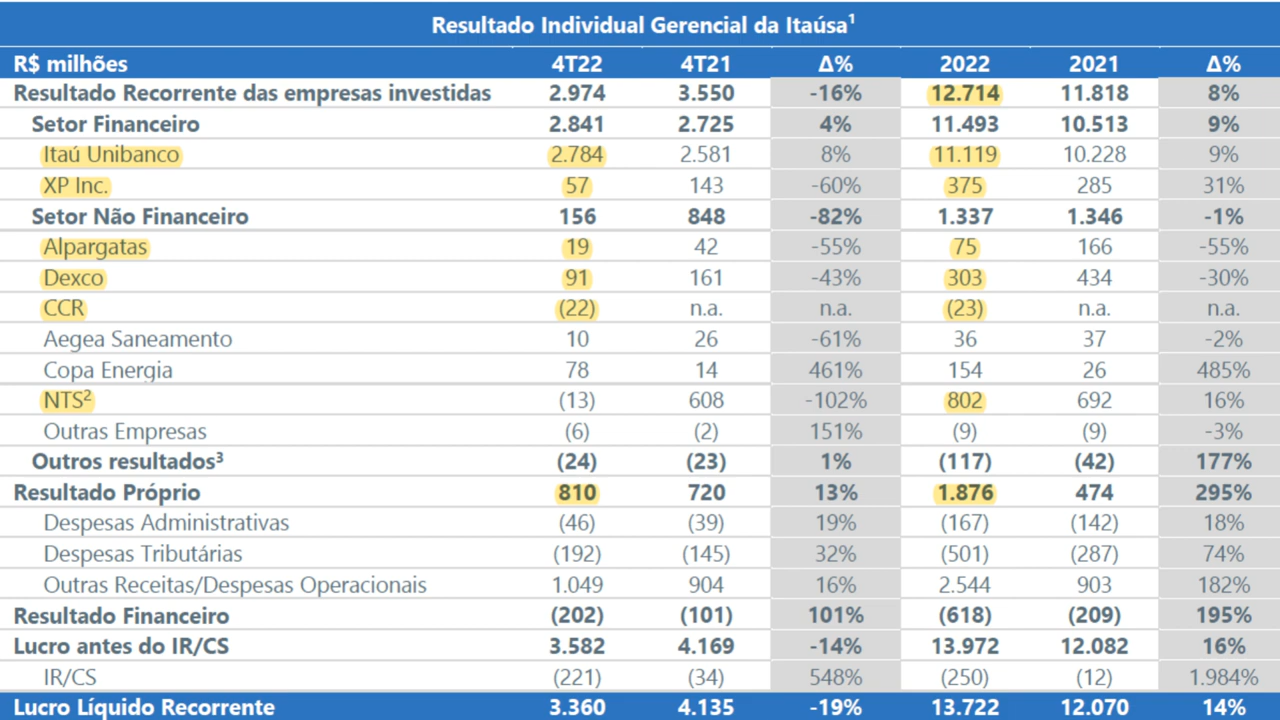 Resultado Individual Gerencial da Itaúsa¹
R$ milhões 4T22 4T21 Δ% 2022 2021 Δ%
Resultado Recorrente das empresas investidas 2.974 3.550 -16% 12.714 11.818 8%
Setor Financeiro 2.841 2.725 4% 11.493 10.513 9%
Itaú Unibanco 2.784 2.581 8% 11.119 10.228 9%
XP Inc. 57 143 -60% 375 285 31%
Setor Não Financeiro 156 848 -82% 1.337 1.346 -1%
Alpargatas 19 42 -55% 75 166 -55%
Dexco 91 161 -43% 303 434 -30%
CCR (22) n.a. n.a. (23) n.a. n.a.
Aegea Saneamento 10 26 -61% 36 37 -2%
Copa Energia 78 14 461% 154 26 485%
NTS² (13) 608 -102% 802 692 16%
Outras Empresas (6) (2) 151% (9) (9) -3%
Outros resultados³ (24) (23) 1% (117) (42) 177%
Resultado Próprio 810 720 13% 1.876 474 295%
Despesas Administrativas (46) (39) 19% (167) (142) 18%
Despesas Tributárias (192) (145) 32% (501) (287) 74%
Outras Receitas/Despesas Operacionais 1.049 904 16% 2.544 903 182%
Resultado Financeiro (202) (101) 101% (618) (209) 195%
Lucro antes do IR/CS 3.582 4.169 -14% 13.972 12.082 16%
IR/CS (221) (34) 548% (250) (12) 1.984%
Lucro Líquido Recorrente 3.360 4.135 -19% 13.722 12.070 14%